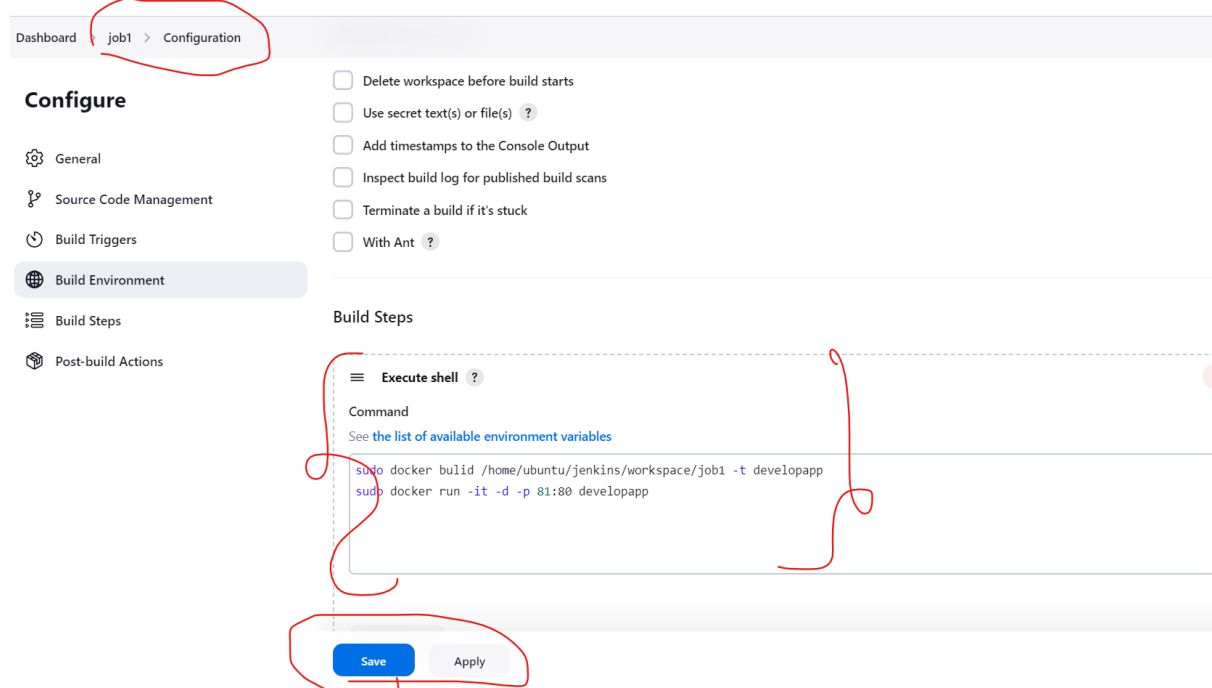 Dashboard > job1 > Configuration
Configure
General
Source Code Management
Build Triggers
Build Environment
Build Steps
Post-build Actions
Delete workspace before build starts
Use secret text(s) or file(s) ?
Add timestamps to the Console Output
Inspect build log for published build scans
Terminate a build if it's stuck
With Ant ?
Build Steps
Execute shell ?
Command
See the list of available environment variables
sudo docker bulid /home/ubuntu/jenkins/workspace/job1 -t developapp
sudo docker run -it -d -p 81:80 developapp
Save Apply